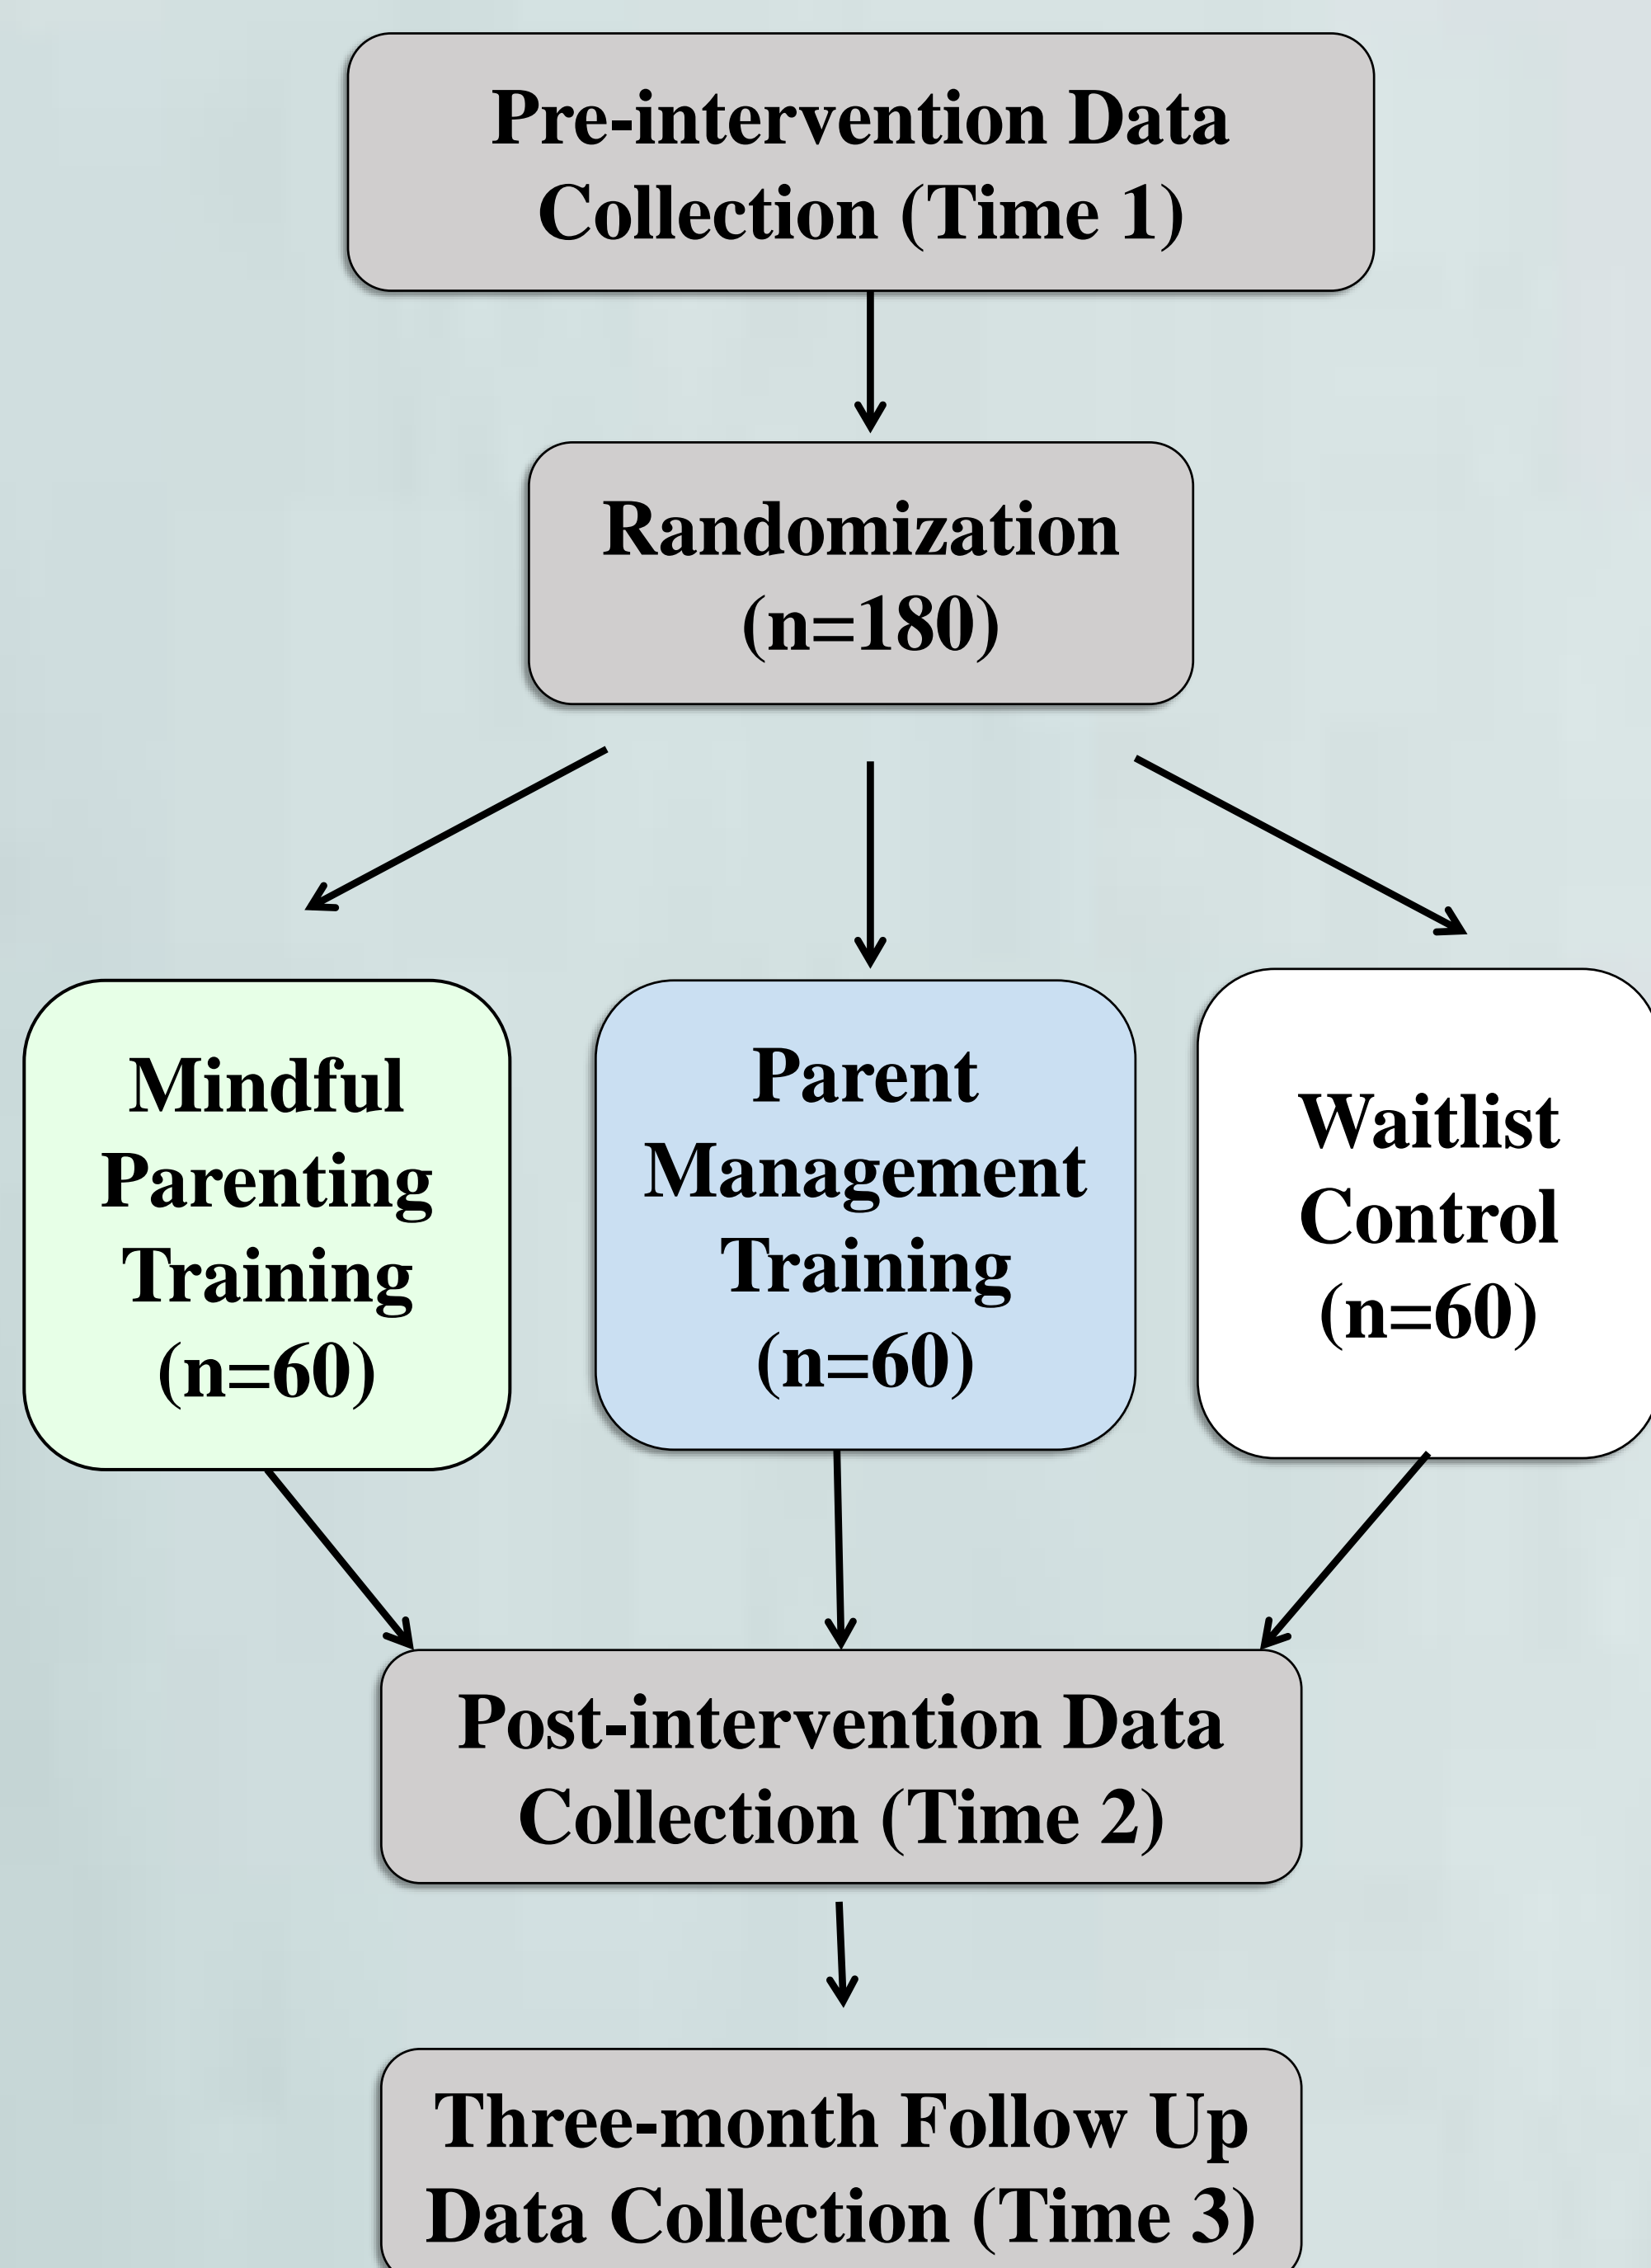 Pre-intervention Data
Collection (Time 1)
Randomization
(n=180)
Mindful
Parenting
Training
(n=60)
Parent
Management
Training
(n=60)
Waitlist
Control
(n=60)
Post-intervention Data
Collection (Time 2)
Three-month Follow Up
Data Collection (Time 3)